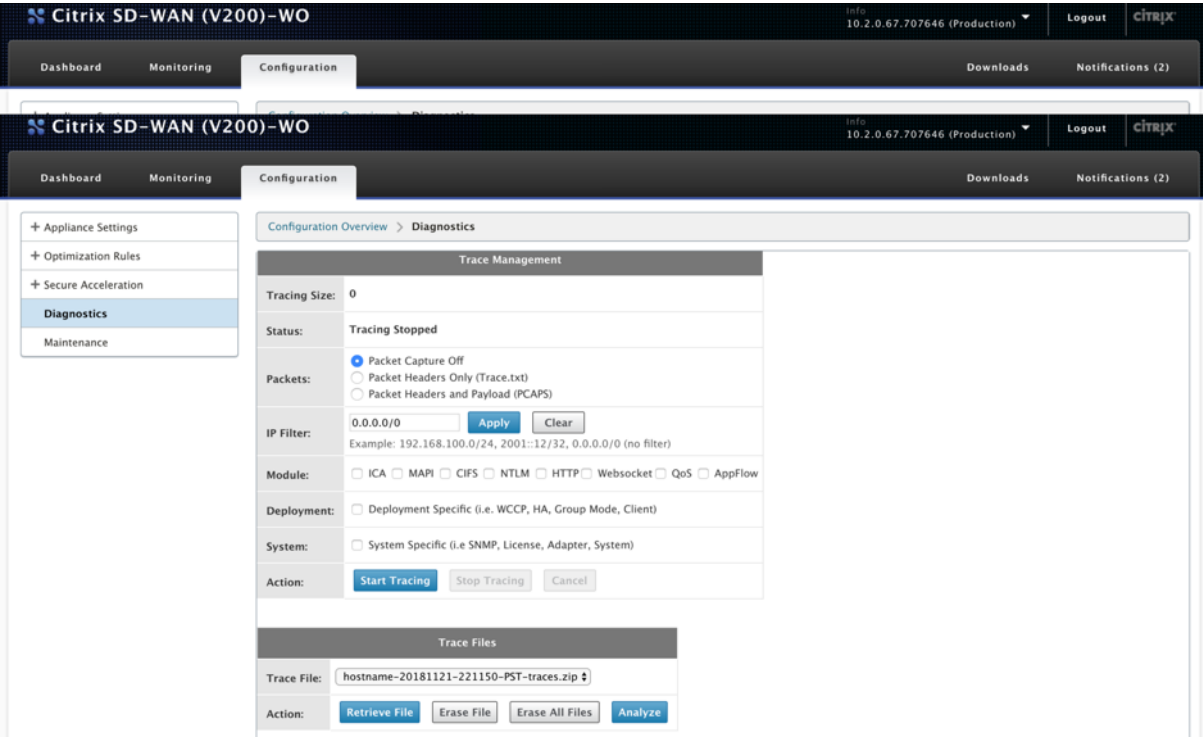 Citrix SD-WAN (V200)-WO
Info
10.2.0.67.707646 (Production)
Logout
CİTRIX
Dashboard Monitoring Configuration Downloads Notifications (2)
Citrix SD-WAN (V200)-WO
Info
10.2.0.67.707646 (Production)
Logout
CİTRIX
Dashboard Monitoring Configuration Downloads Notifications (2)
+ Appliance Settings
+ Optimization Rules
+ Secure Acceleration
Diagnostics
Maintenance
Configuration Overview > Diagnostics
Trace Management
Tracing Size: 0
Status: Tracing Stopped
Packets:
Packet Capture Off
Packet Headers Only (Trace.txt)
Packet Headers and Payload (PCAPS)
IP Filter: 0.0.0.0/0 Apply Clear
Example: 192.168.100.0/24, 2001::12/32, 0.0.0.0/0 (no filter)
Module: ICA MAPI CIFS NTLM HTTP Websocket QoS AppFlow
Deployment: Deployment Specific (i.e. WCCP, HA, Group Mode, Client)
System: System Specific (i.e SNMP, License, Adapter, System)
Action: Start Tracing Stop Tracing Cancel
Trace Files
Trace File: hostname-20181121-221150-PST-traces.zip
Action: Retrieve File Erase File Erase All Files Analyze